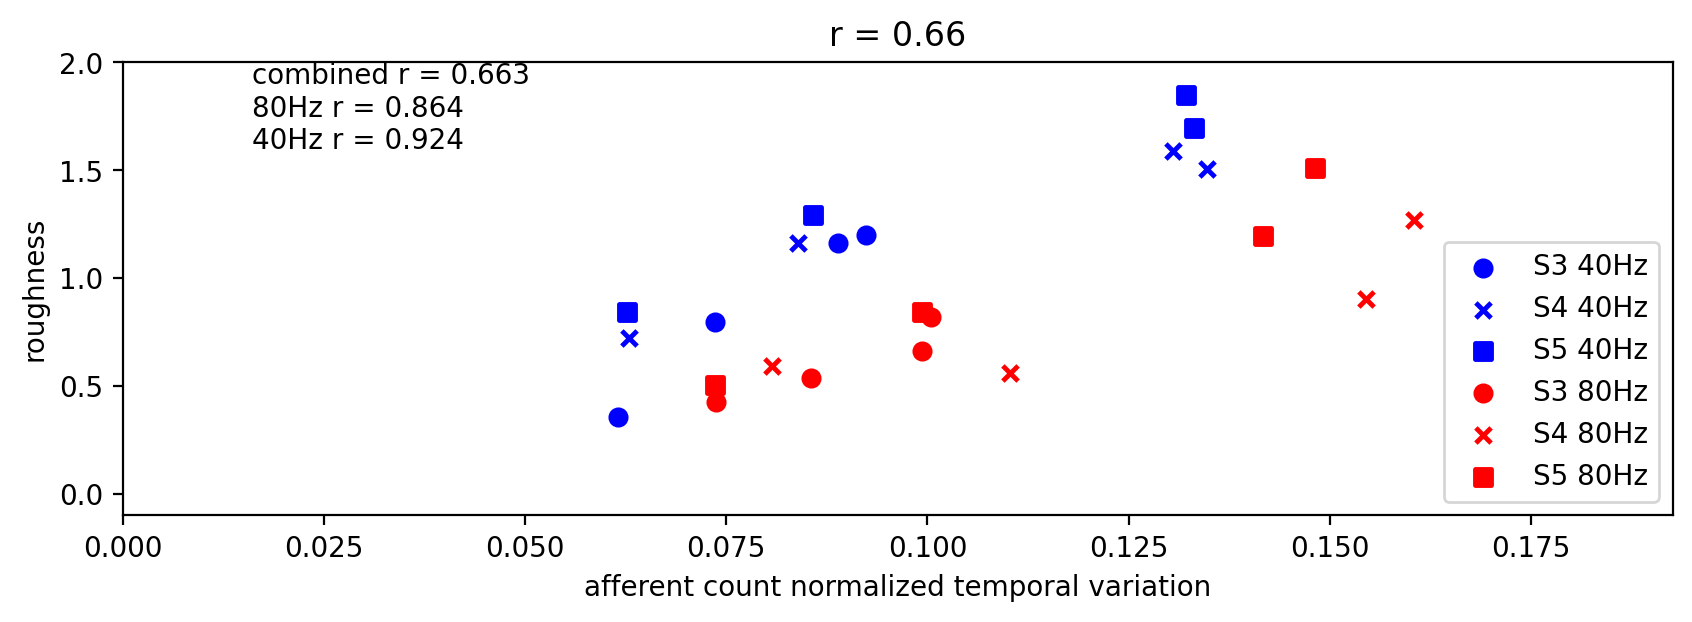 r = 0.66
combined r = 0.663
80Hz r = 0.864
40Hz r = 0.924
2.0
1.5
1.0
0.5
0.0
roughness
S3 40Hz
S4 40Hz
S5 40Hz
S3 80Hz
S4 80Hz
S5 80Hz
0.000 0.025 0.050 0.075 0.100 0.125 0.150 0.175
afferent count normalized temporal variation